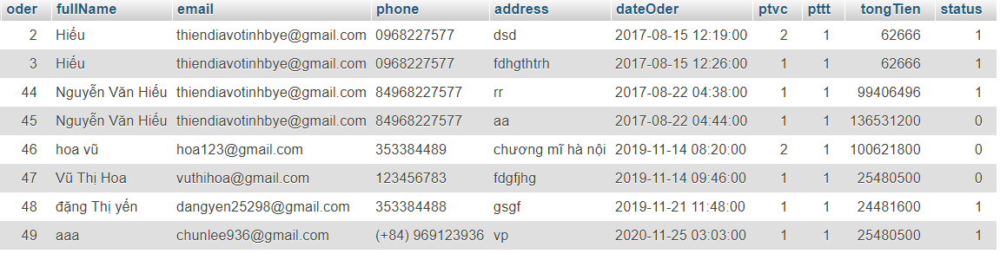 oder fullName email phone address dateOder ptvc pttt tongTien status
2 Hiếu thiendiavotinhbye@gmail.com 0968227577 dsd 2017-08-15 12:19:00 2 1 62666 1
3 Hiếu thiendiavotinhbye@gmail.com 0968227577 fdhgthtrh 2017-08-15 12:26:00 1 1 62666 1
44 Nguyễn Văn Hiếu thiendiavotinhbye@gmail.com 84968227577 rr 2017-08-22 04:38:00 1 1 99406496 1
45 Nguyễn Văn Hiếu thiendiavotinhbye@gmail.com 84968227577 aa 2017-08-22 04:44:00 1 1 136531200 0
46 hoa vũ hoa123@gmail.com 353384489 chương mĩ hà nội 2019-11-14 08:20:00 2 1 100621800 0
47 Vũ Thị Hoa vuthihoa@gmail.com 123456783 fdgfjhg 2019-11-14 09:46:00 1 1 25480500 0
48 đặng Thị yến dangyen25298@gmail.com 353384488 gsgf 2019-11-21 11:48:00 1 1 24481600 1
49 aaa chunlee936@gmail.com (+84) 969123936 vp 2020-11-25 03:03:00 1 1 25480500 1